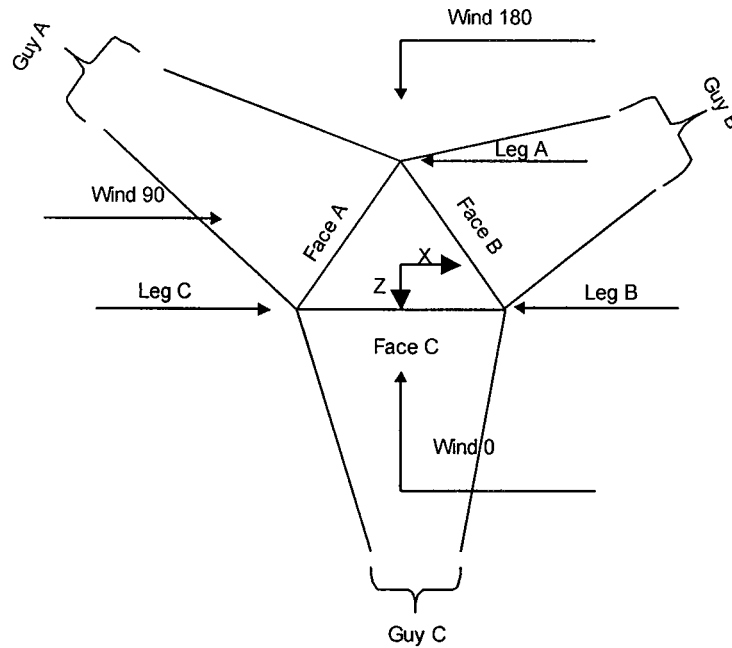 Wind 180
Guy A
Guy B
Leg A
Wind 90
Face A
Face B
X
Z
Leg C
Leg B
Face C
Wind 0
Guy C